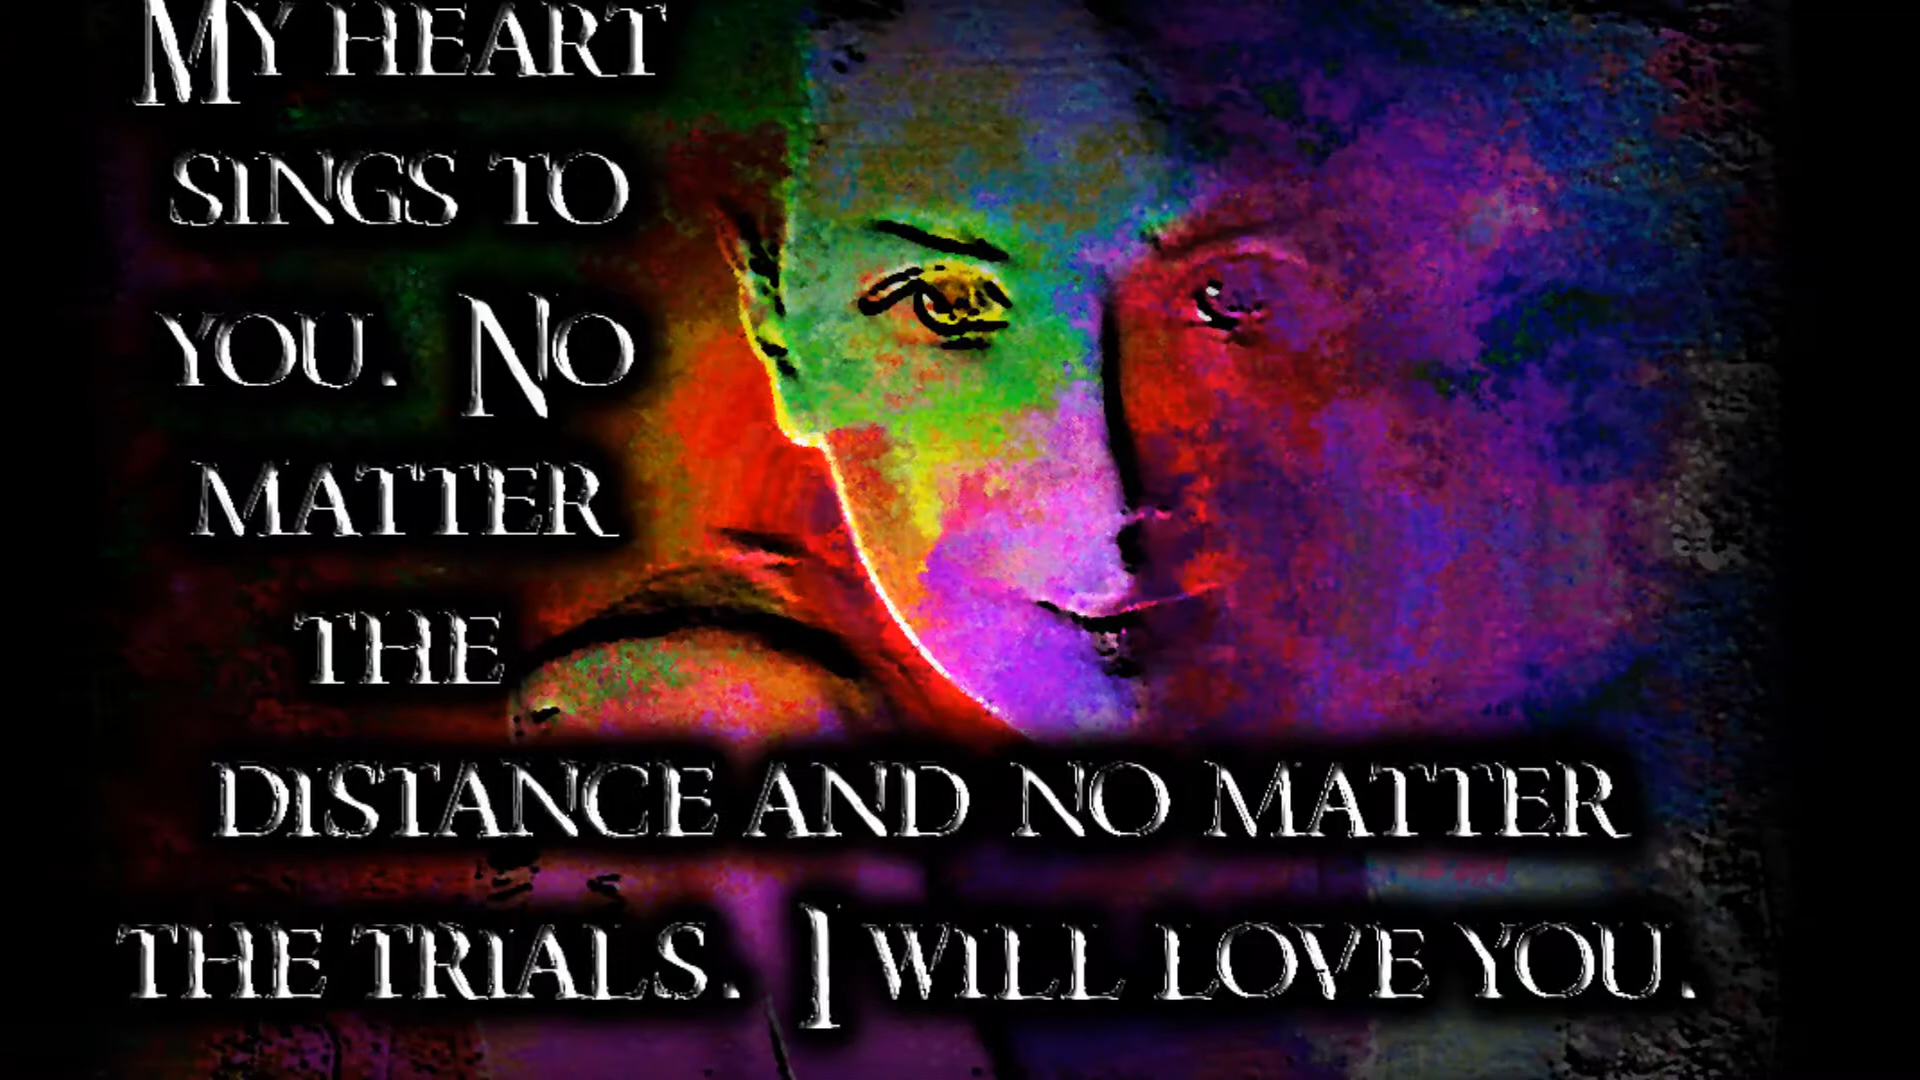 My heart
sings to
you. No
matter
the
distance and no matter
the trials. I will love you.